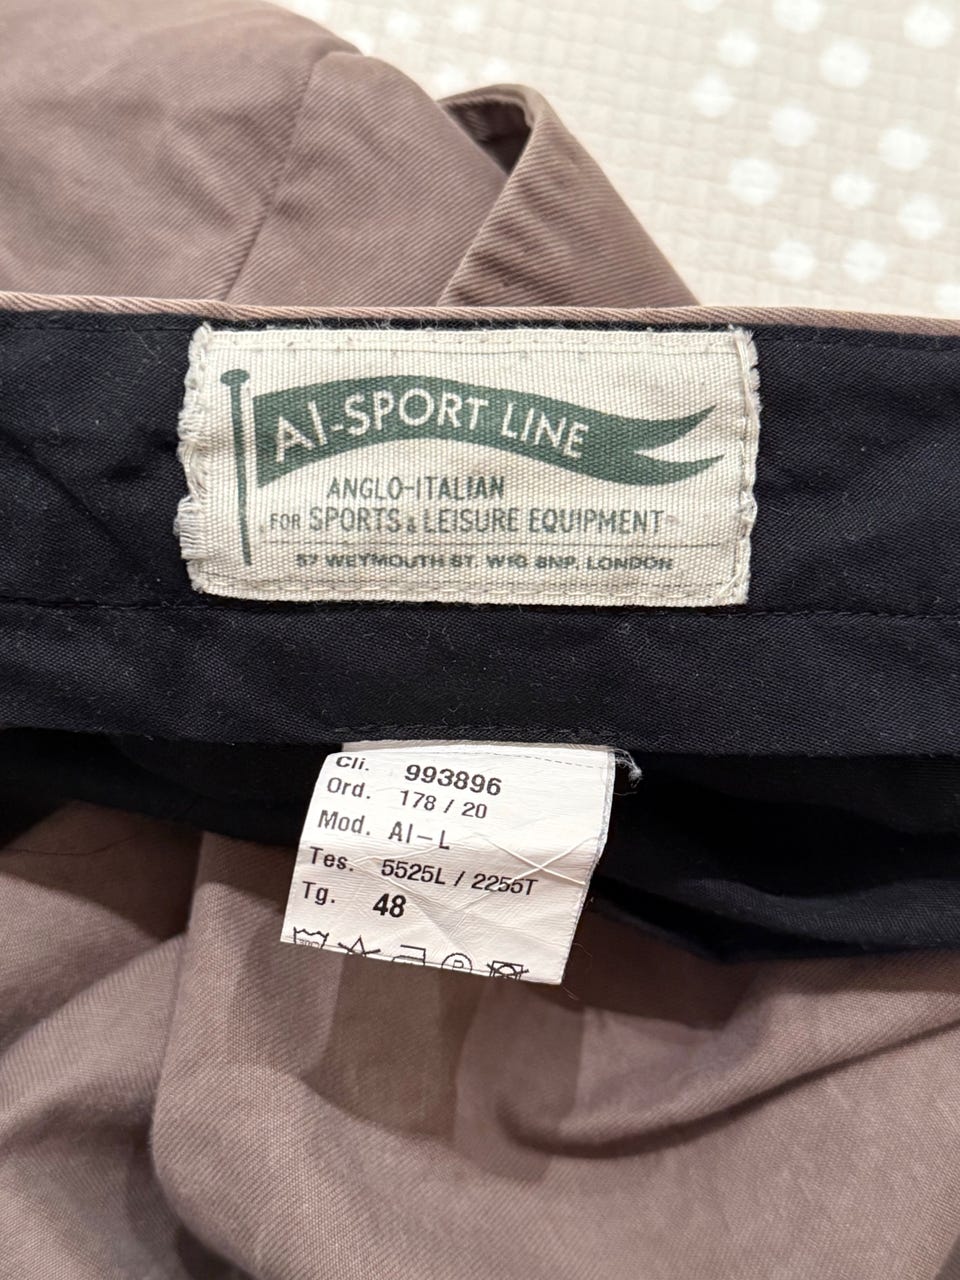 AI-SPORT LINE
ANGLO-ITALIAN
FOR SPORTS & LEISURE EQUIPMENT
57 WEYMOUTH ST. W1G 8NP, LONDON
Cli. 993896
Ord. 178 / 20
Mod. AI-L
Tes. 5525L / 2255T
Tg. 48
P